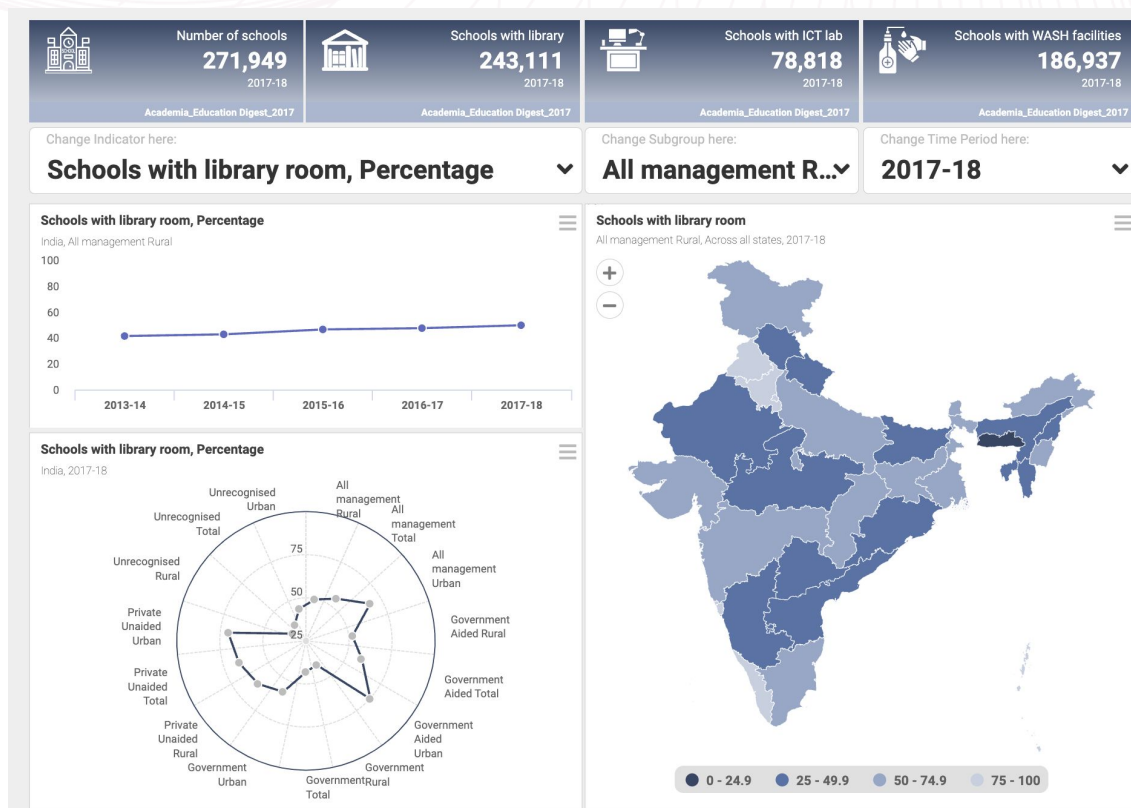 Number of schools
271,949
2017-18
Academia_Education Digest_2017
Schools with library
243,111
2017-18
Academia_Education Digest_2017
Schools with ICT lab
78,818
2017-18
Academia_Education Digest_2017
Schools with WASH facilities
186,937
2017-18
Academia_Education Digest_2017
Change Indicator here:
Schools with library room, Percentage
Change Subgroup here:
All management R...
Change Time Period here:
2017-18
Schools with library room, Percentage
India, All management Rural
100
80
60
40
20
0
2013-14
2014-15
2015-16
2016-17
2017-18
Schools with library room, Percentage
India, 2017-18
All
management
Rural
All
management
Total
All
management
Urban
Government
Aided Rural
Government
Aided Total
Government
Aided
Urban
Government
Rural
Government
Total
Government
Urban
Private
Unaided
Rural
Private
Unaided
Total
Private
Unaided
Urban
Unrecognised
Rural
Unrecognised
Total
Unrecognised
Urban
75
50
25
Schools with library room
All management Rural, Across all states, 2017-18
+
−
0 - 24.9
25 - 49.9
50 - 74.9
75 - 100